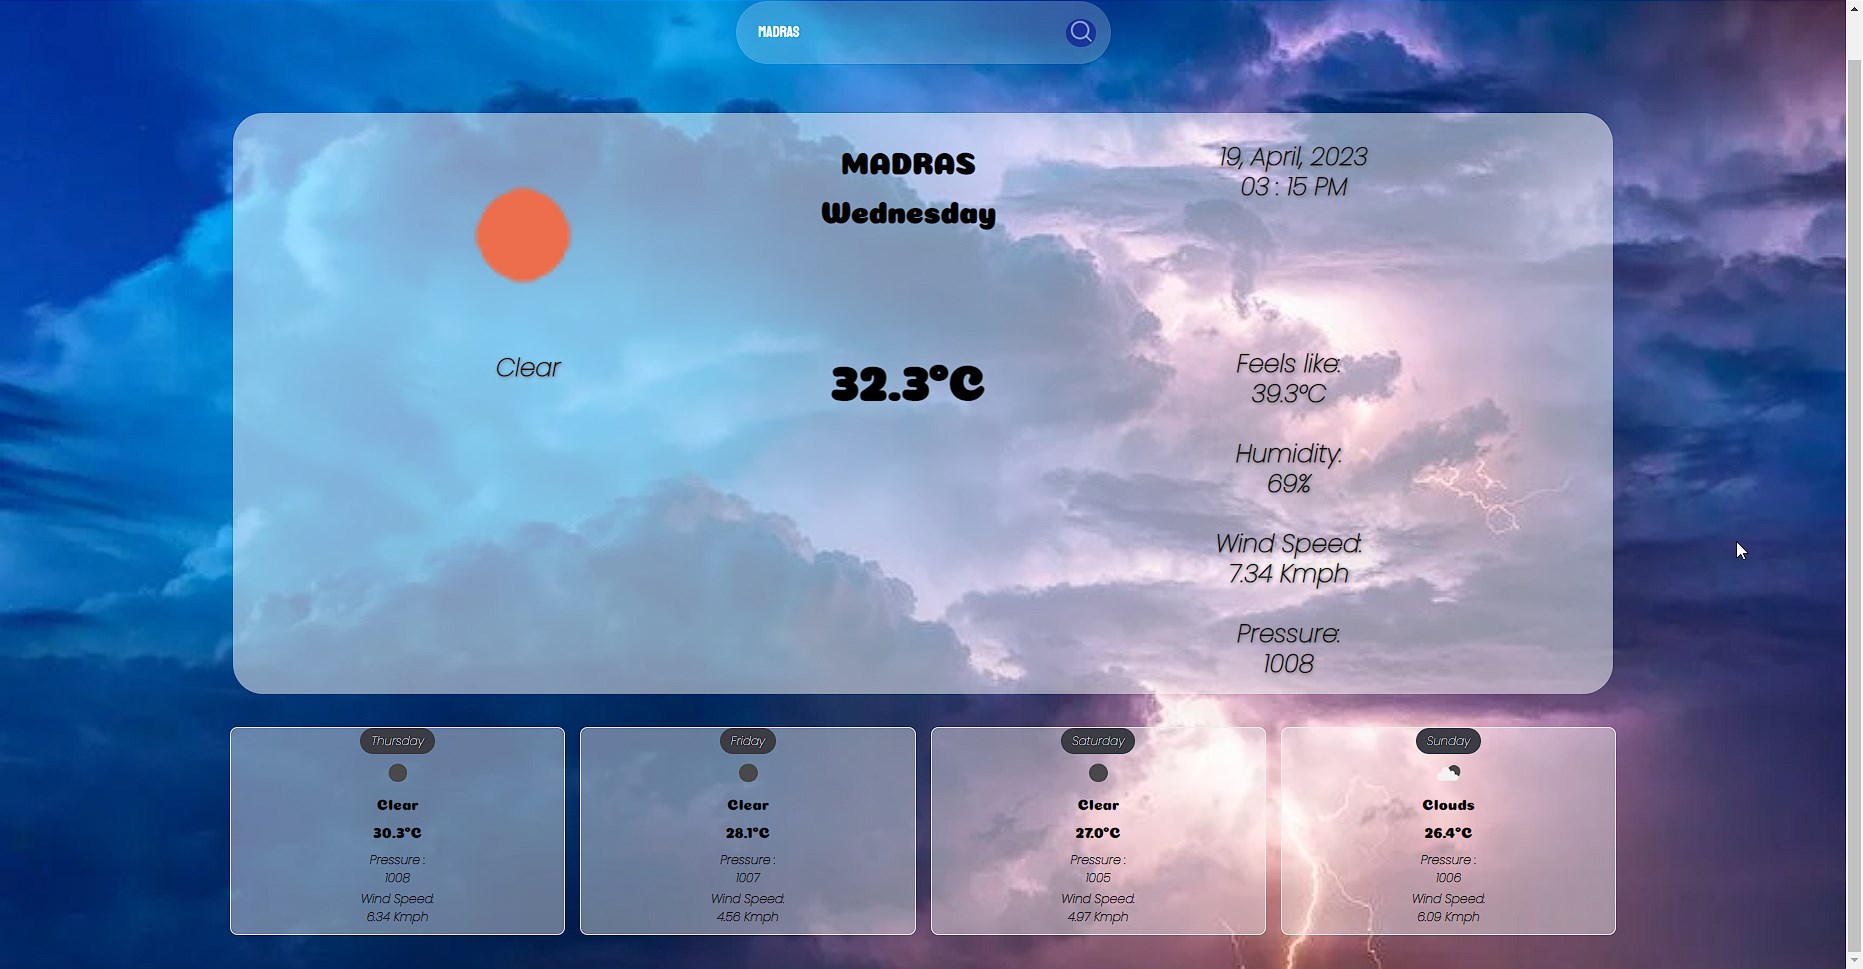 MADRAS
MADRAS
Wednesday
19, April, 2023
03 : 15 PM
Clear
32.3°C
Feels like:
39.3°C
Humidity:
69%
Wind Speed:
7.34 Kmph
Pressure:
1008
Thursday
Clear
30.3°C
Pressure :
1008
Wind Speed:
6.34 Kmph
Friday
Clear
28.1°C
Pressure :
1007
Wind Speed:
4.56 Kmph
Saturday
Clear
27.0°C
Pressure :
1005
Wind Speed:
4.97 Kmph
Sunday
Clouds
26.4°C
Pressure :
1006
Wind Speed:
6.09 Kmph